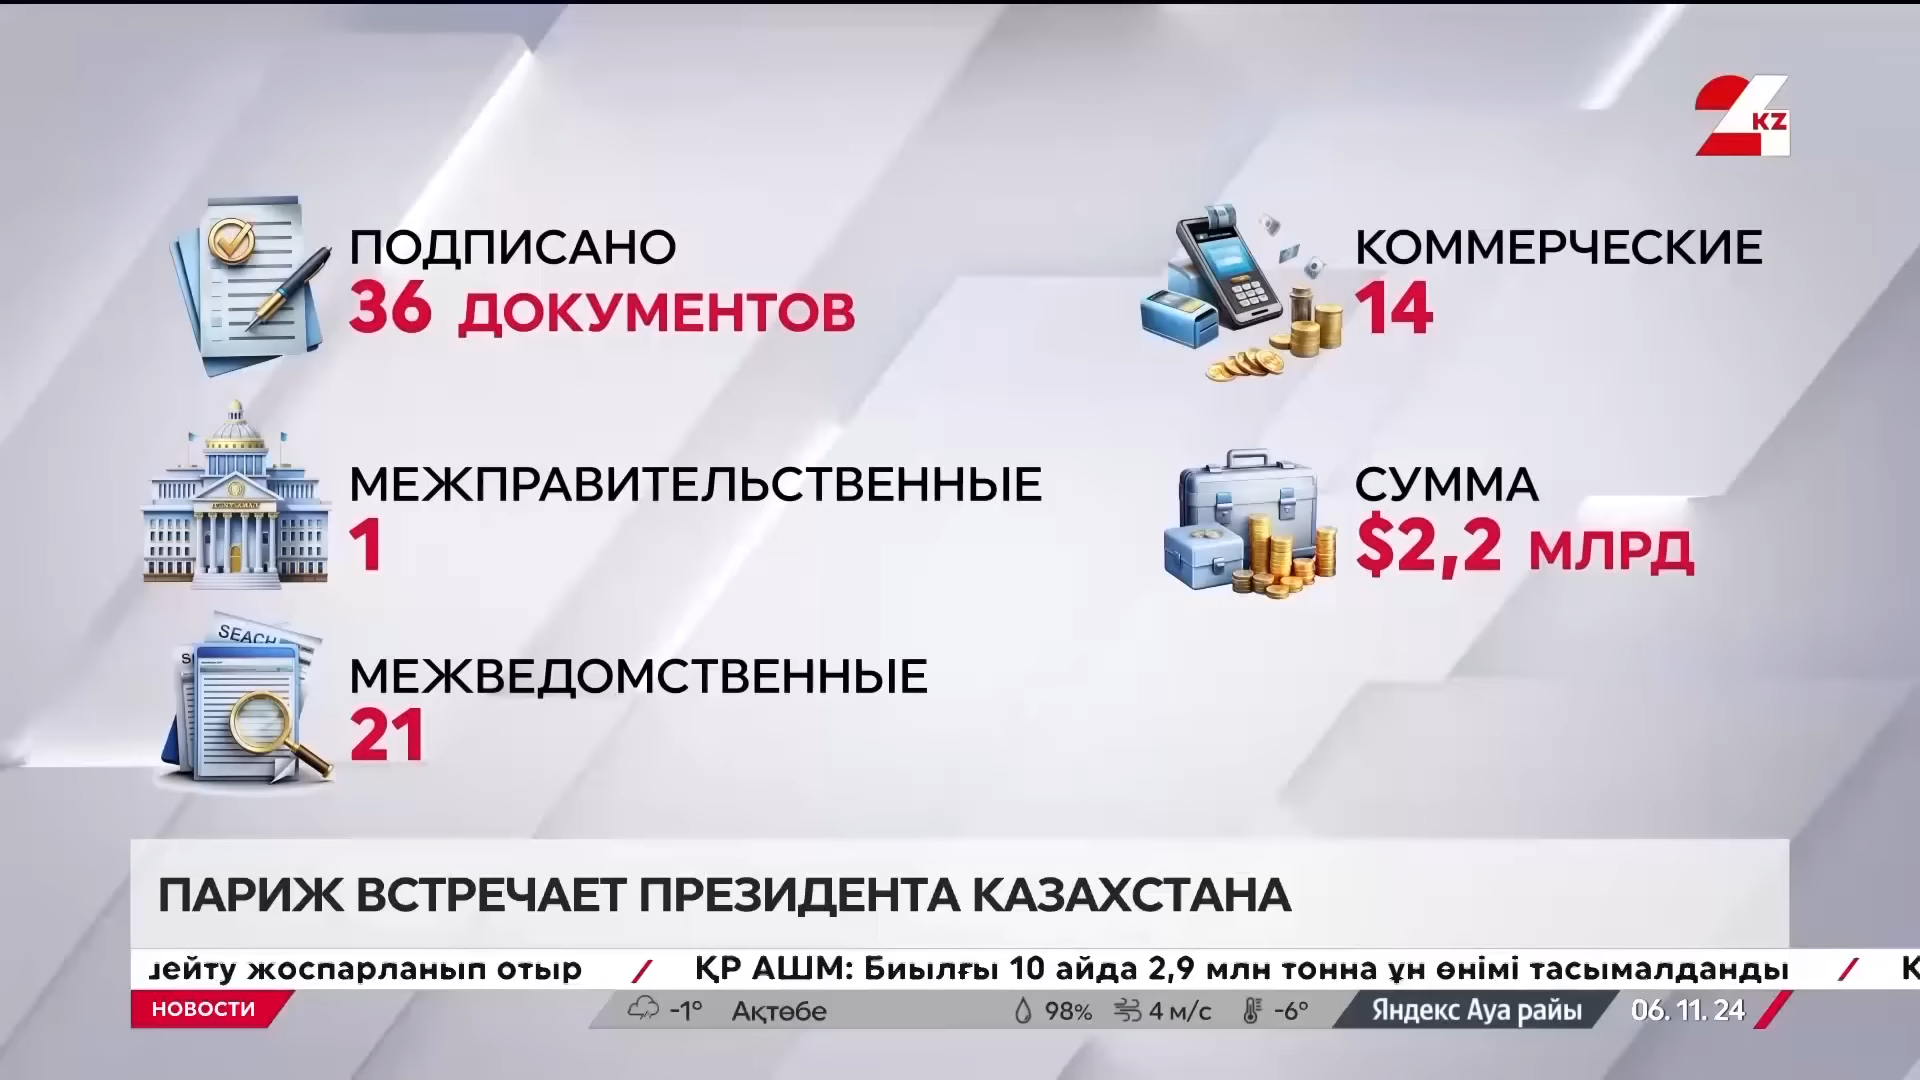 24 KZ
ПОДПИСАНО
36 ДОКУМЕНТОВ
МЕЖПРАВИТЕЛЬСТВЕННЫЕ
1
SEACH
МЕЖВЕДОМСТВЕННЫЕ
21
КОММЕРЧЕСКИЕ
14
СУММА
$2,2 МЛРД
ПАРИЖ ВСТРЕЧАЕТ ПРЕЗИДЕНТА КАЗАХСТАНА
жоспарланып отыр / ҚР АШМ: Биылғы 10 айда 2,9 млн тонна ұн өнімі тасымалданды /
НОВОСТИ -1° Ақтөбе 98% 4 м/с -6° Яндекс Ауа райы 06. 11. 24